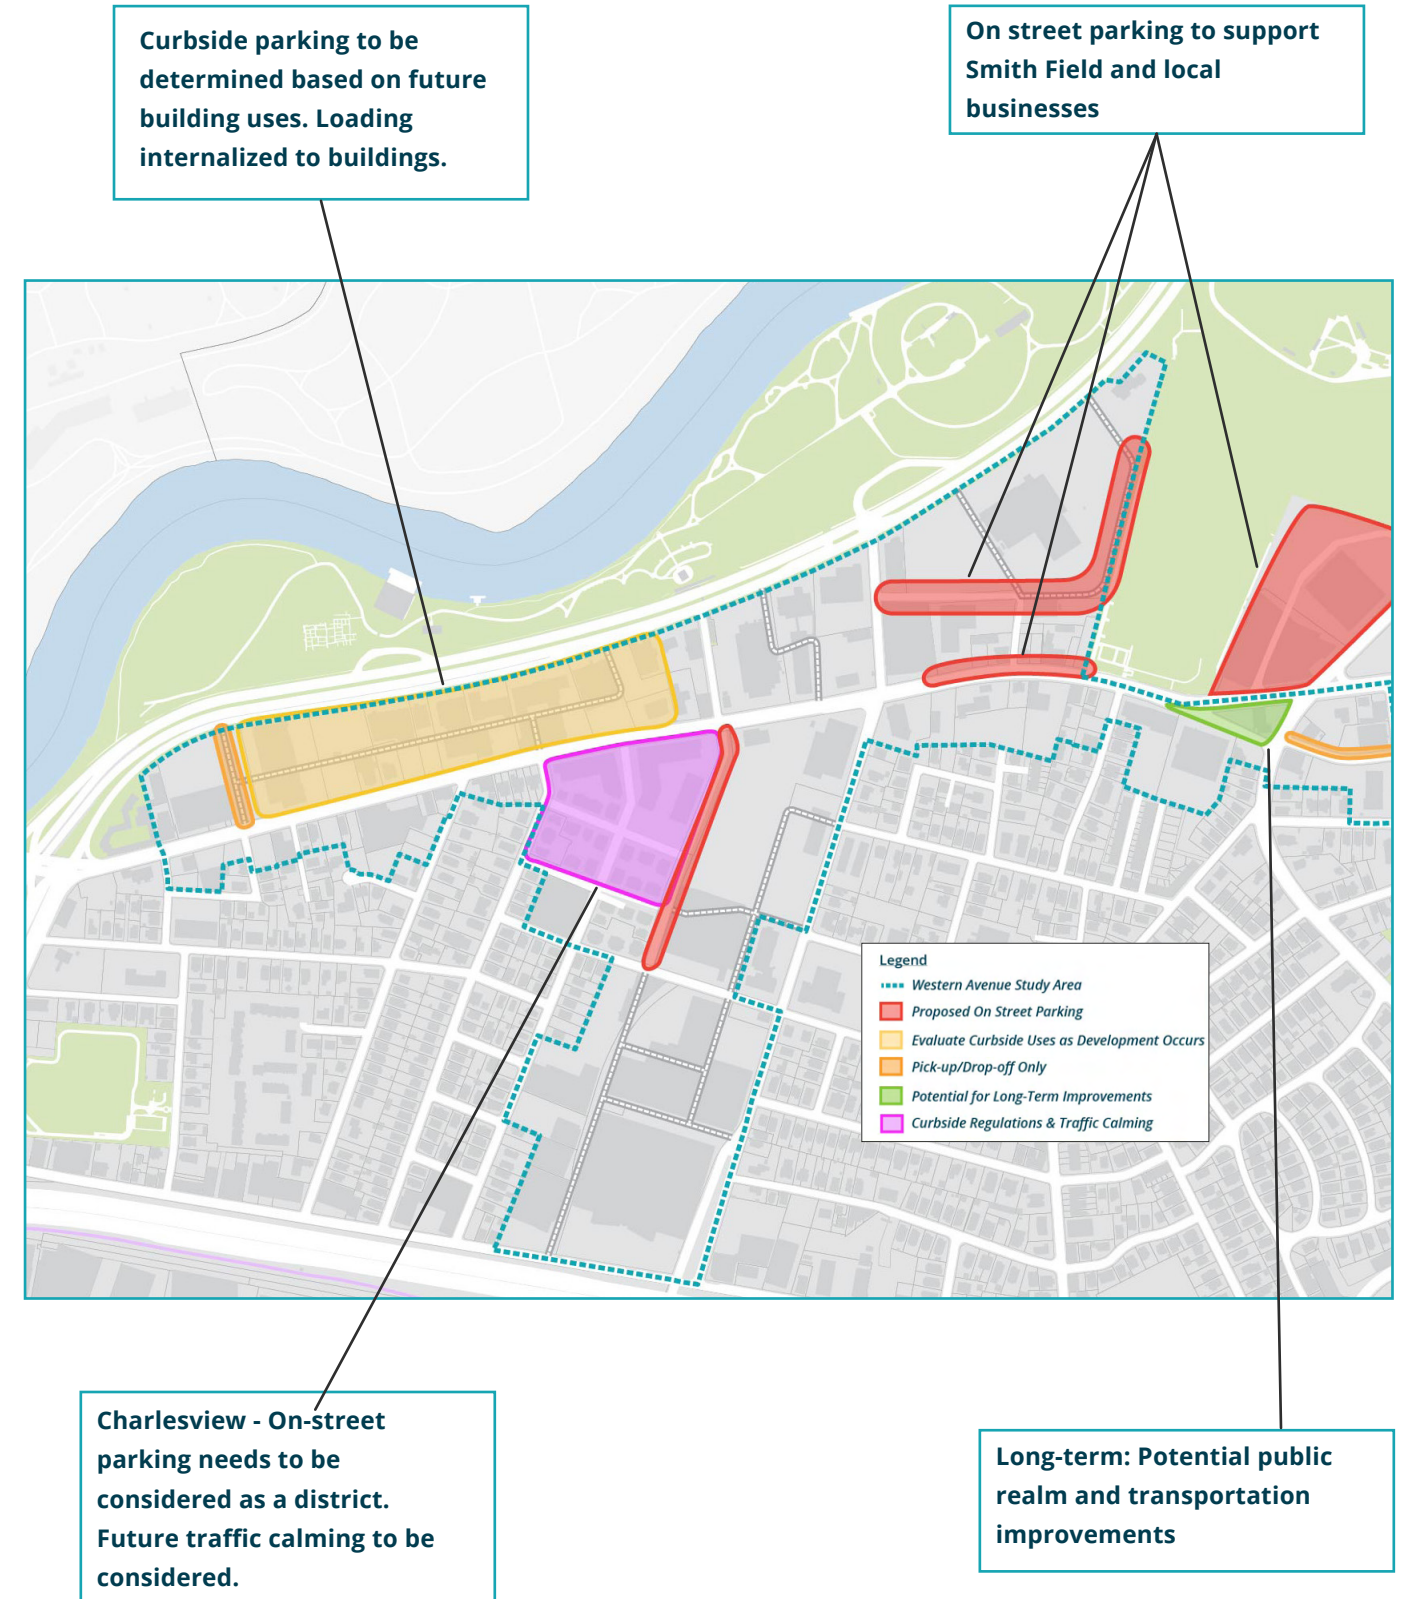 Curbside parking to be
determined based on future
building uses. Loading
internalized to buildings.
On street parking to support
Smith Field and local
businesses
Legend
Western Avenue Study Area
Proposed On Street Parking
Evaluate Curbside Uses as Development Occurs
Pick-up/Drop-off Only
Potential for Long-Term Improvements
Curbside Regulations & Traffic Calming
Charlesview - On-street
parking needs to be
considered as a district.
Future traffic calming to be
considered.
Long-term: Potential public
realm and transportation
improvements